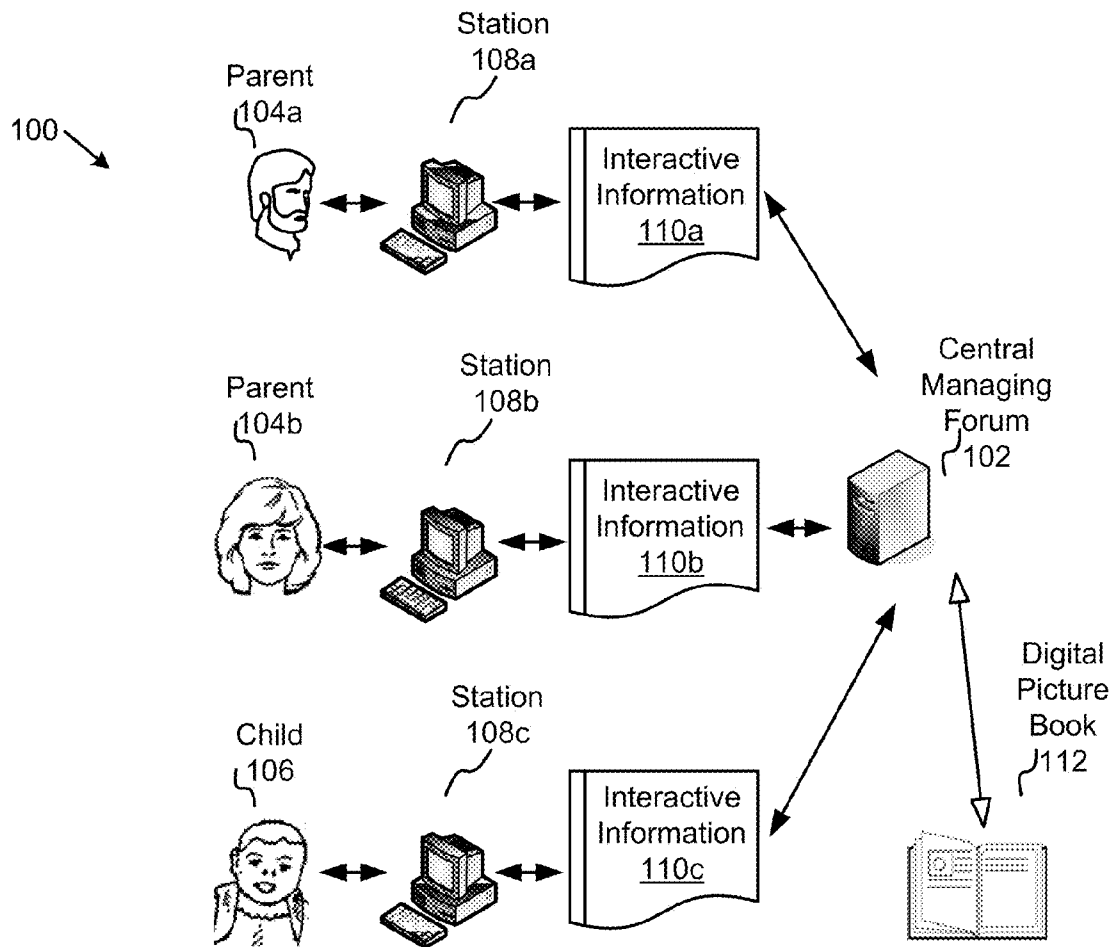 100
Parent
104a
Station
108a
Interactive
Information
110a
Parent
104b
Station
108b
Interactive
Information
110b
Central
Managing
Forum
102
Child
106
Station
108c
Interactive
Information
110c
Digital
Picture
Book
112